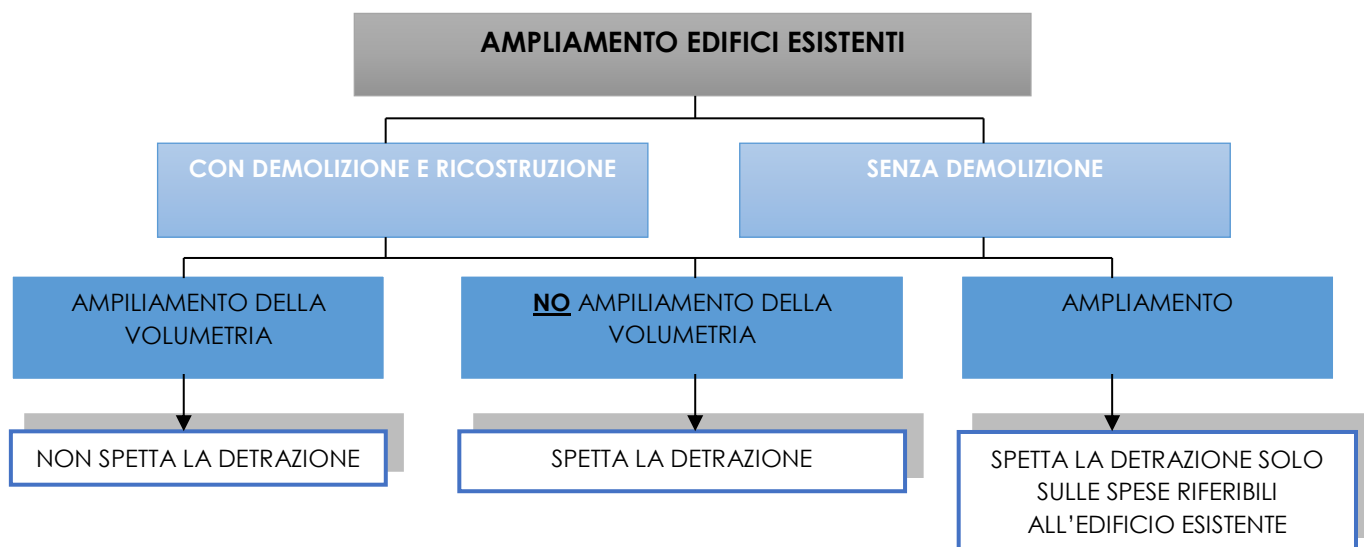 AMPLIAMENTO EDIFICI ESISTENTI
CON DEMOLIZIONE E RICOSTRUZIONE
SENZA DEMOLIZIONE
AMPILIAMENTO DELLA
VOLUMETRIA
NO AMPILIAMENTO DELLA
VOLUMETRIA
AMPLIAMENTO
NON SPETTA LA DETRAZIONE
SPETTA LA DETRAZIONE
SPETTA LA DETRAZIONE SOLO
SULLE SPESE RIFERIBILI
ALL’EDIFICIO ESISTENTE